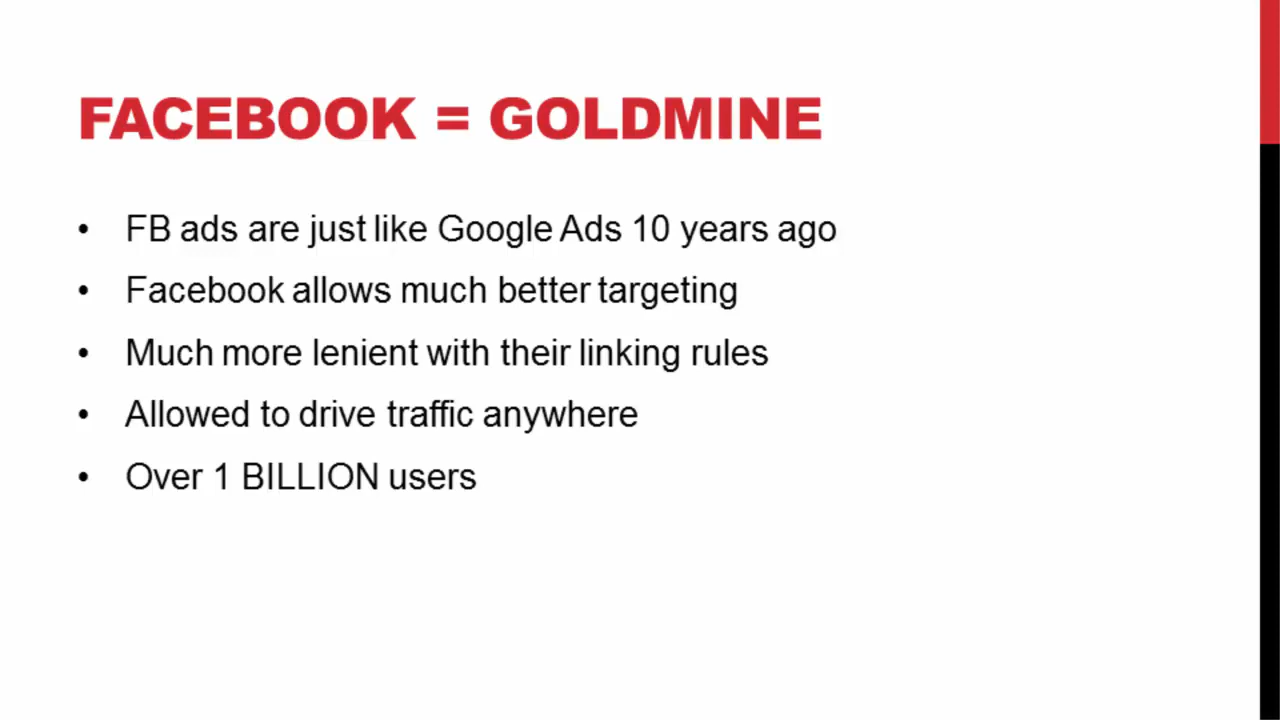 FACEBOOK = GOLDMINE
• FB ads are just like Google Ads 10 years ago
• Facebook allows much better targeting
• Much more lenient with their linking rules
• Allowed to drive traffic anywhere
• Over 1 BILLION users